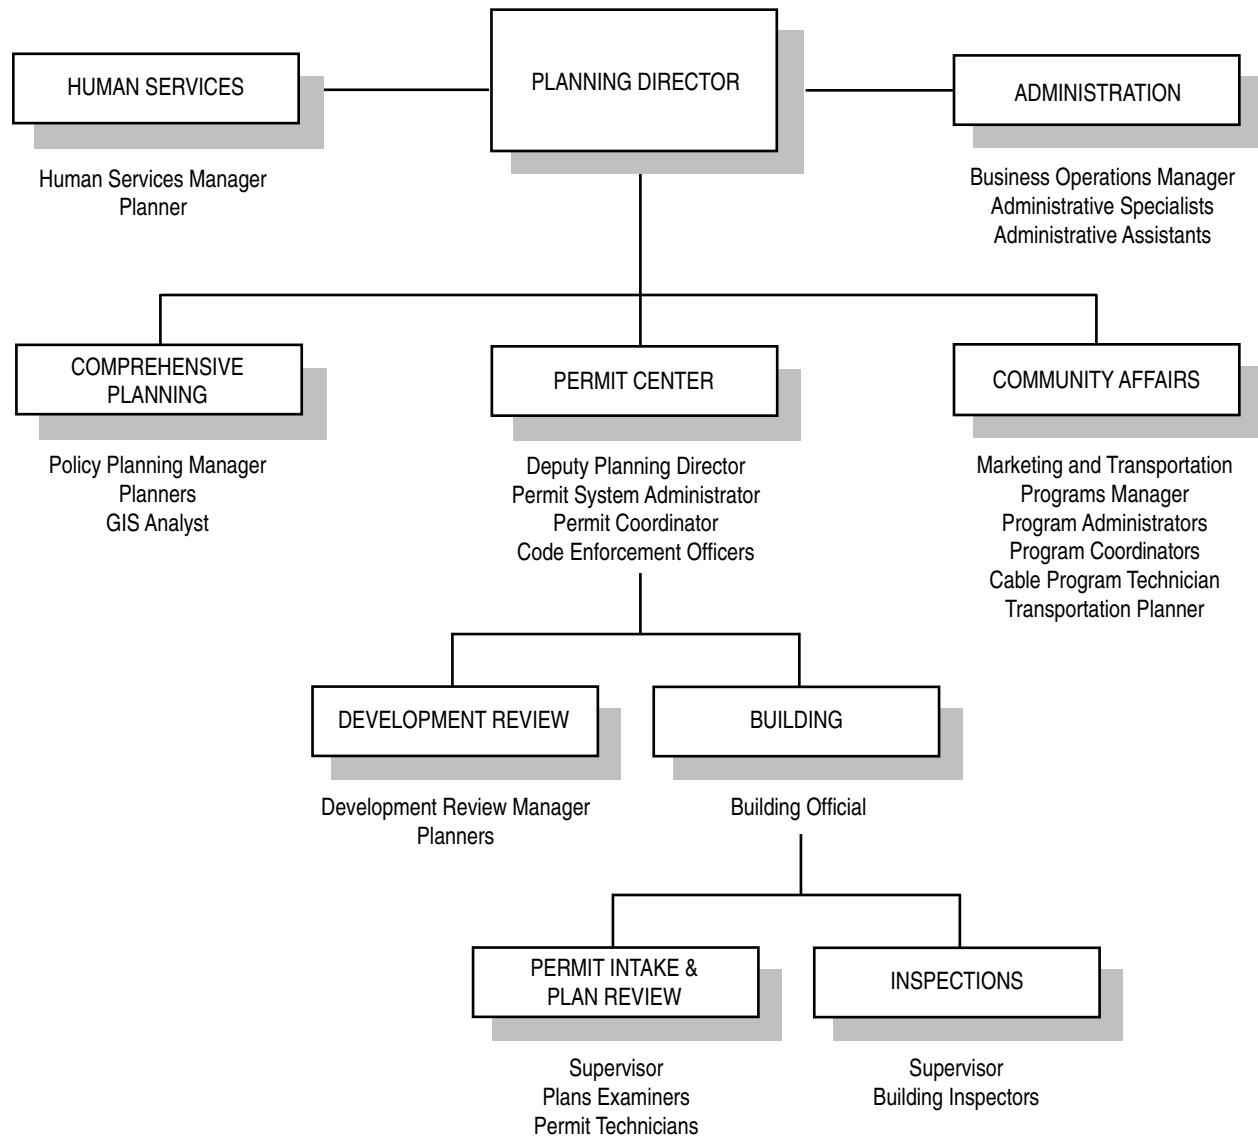 PLANNING DIRECTOR
HUMAN SERVICES
Human Services Manager
Planner
ADMINISTRATION
Business Operations Manager
Administrative Specialists
Administrative Assistants
COMPREHENSIVE
PLANNING
Policy Planning Manager
Planners
GIS Analyst
PERMIT CENTER
Deputy Planning Director
Permit System Administrator
Permit Coordinator
Code Enforcement Officers
COMMUNITY AFFAIRS
Marketing and Transportation
Programs Manager
Program Administrators
Program Coordinators
Cable Program Technician
Transportation Planner
DEVELOPMENT REVIEW
Development Review Manager
Planners
BUILDING
Building Official
PERMIT INTAKE &
PLAN REVIEW
Supervisor
Plans Examiners
Permit Technicians
INSPECTIONS
Supervisor
Building Inspectors